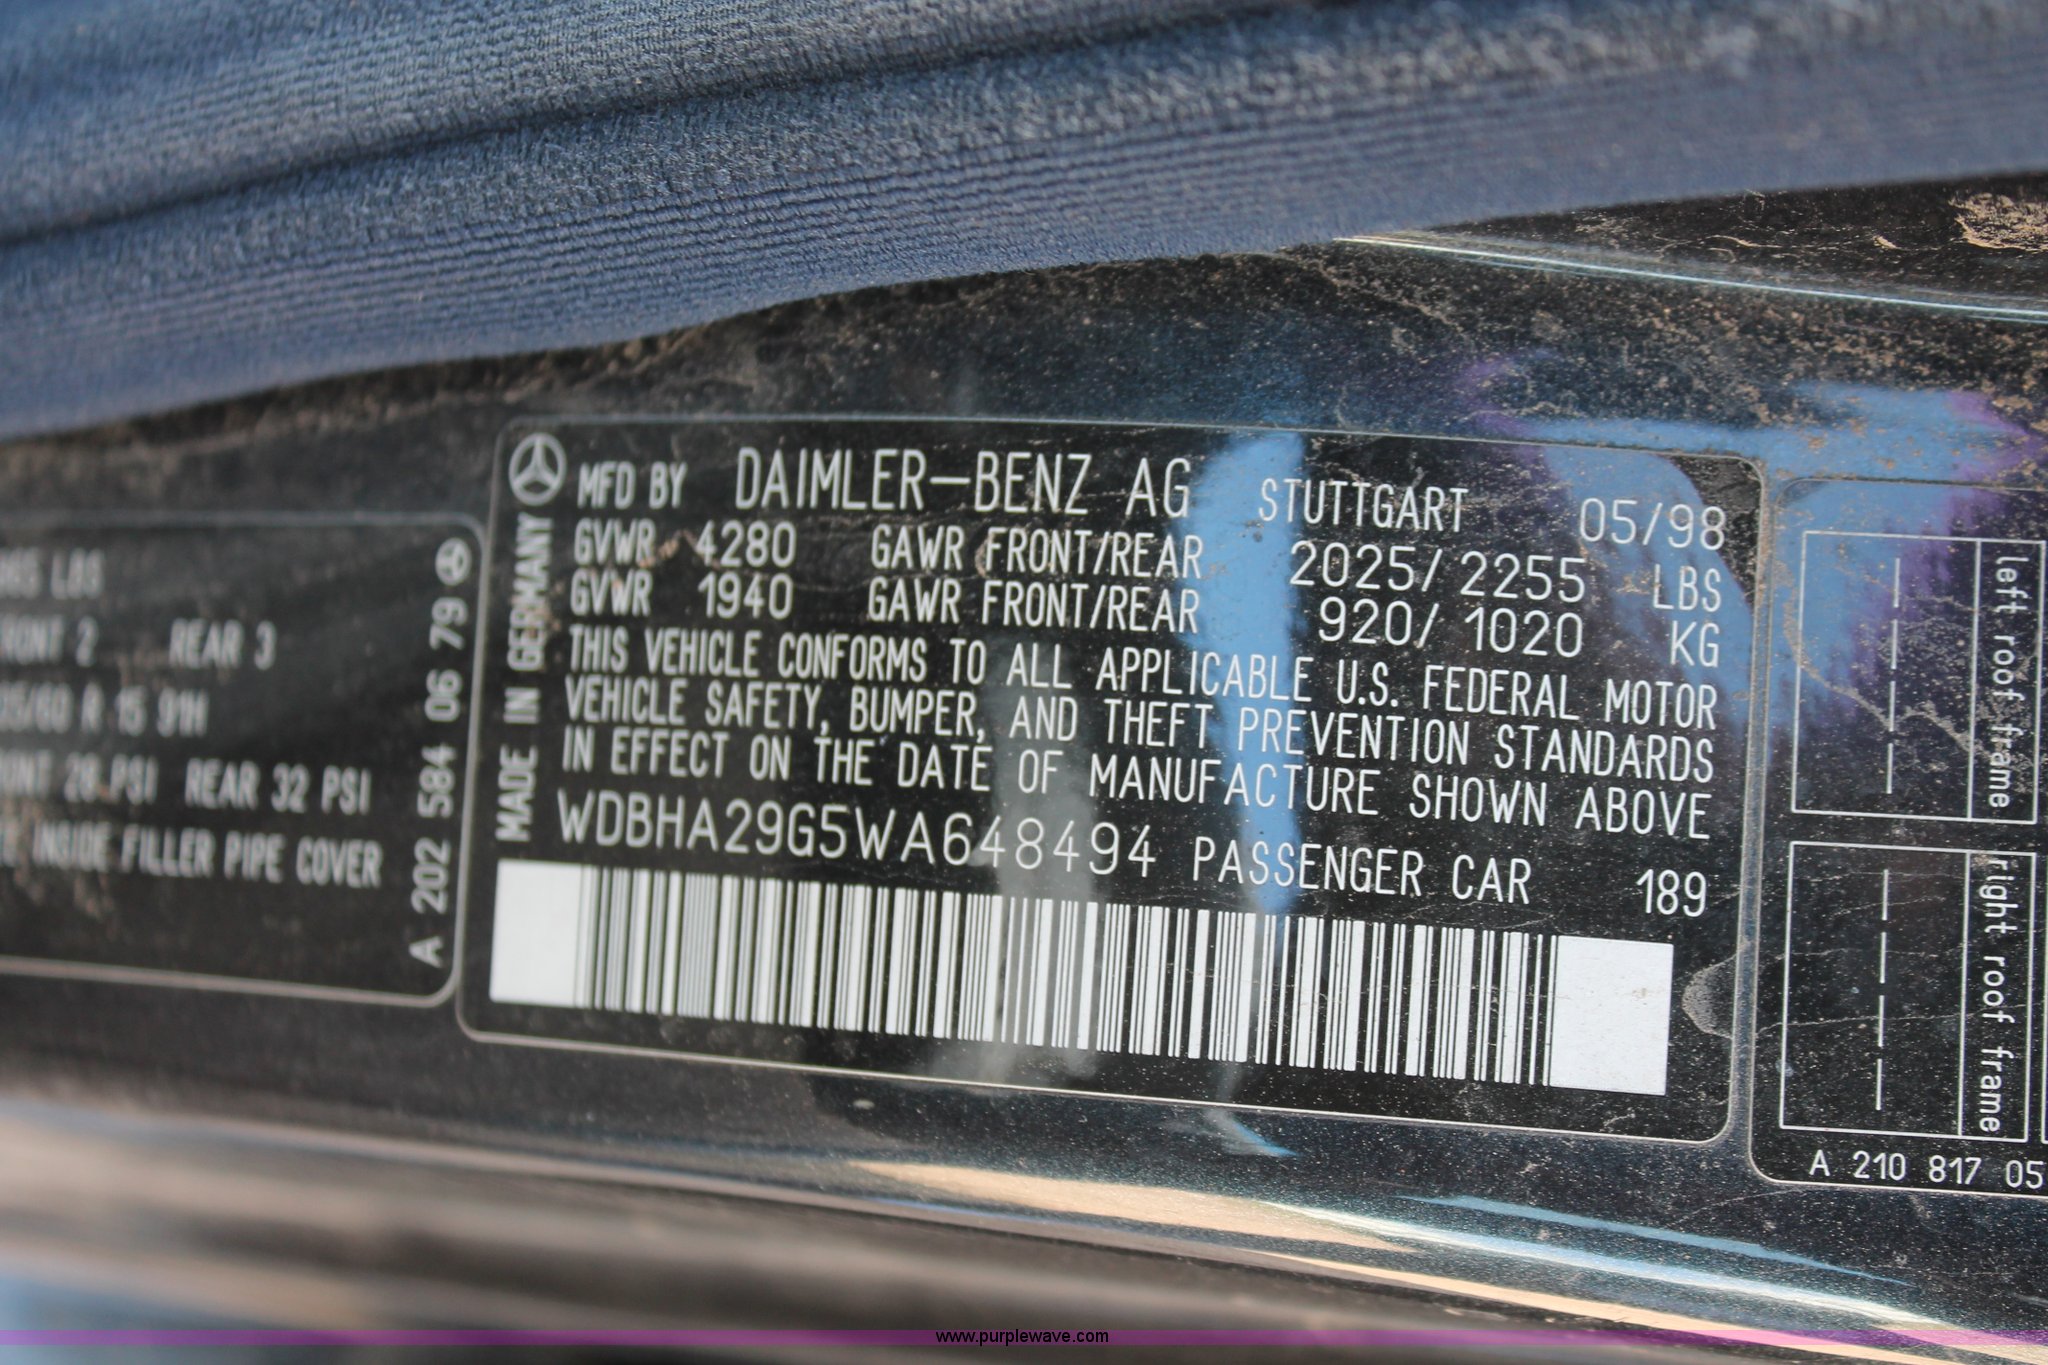 LBS
FRONT 2 REAR 3
R 15 91H
28 PSI REAR 32 PSI
INSIDE FILLER PIPE COVER
A 202 584 06 79
MADE IN GERMANY
MFD BY DAIMLER-BENZ AG STUTTGART 05/98
GVWR 4280 GAWR FRONT/REAR 2025/2255 LBS
GVWR 1940 GAWR FRONT/REAR 920/1020 KG
THIS VEHICLE CONFORMS TO ALL APPLICABLE U.S. FEDERAL MOTOR
VEHICLE SAFETY, BUMPER, AND THEFT PREVENTION STANDARDS
IN EFFECT ON THE DATE OF MANUFACTURE SHOWN ABOVE
WDBHA29G5WA648494 PASSENGER CAR 189
left roof frame
right roof frame
A 210 817 05
www.purplewave.com